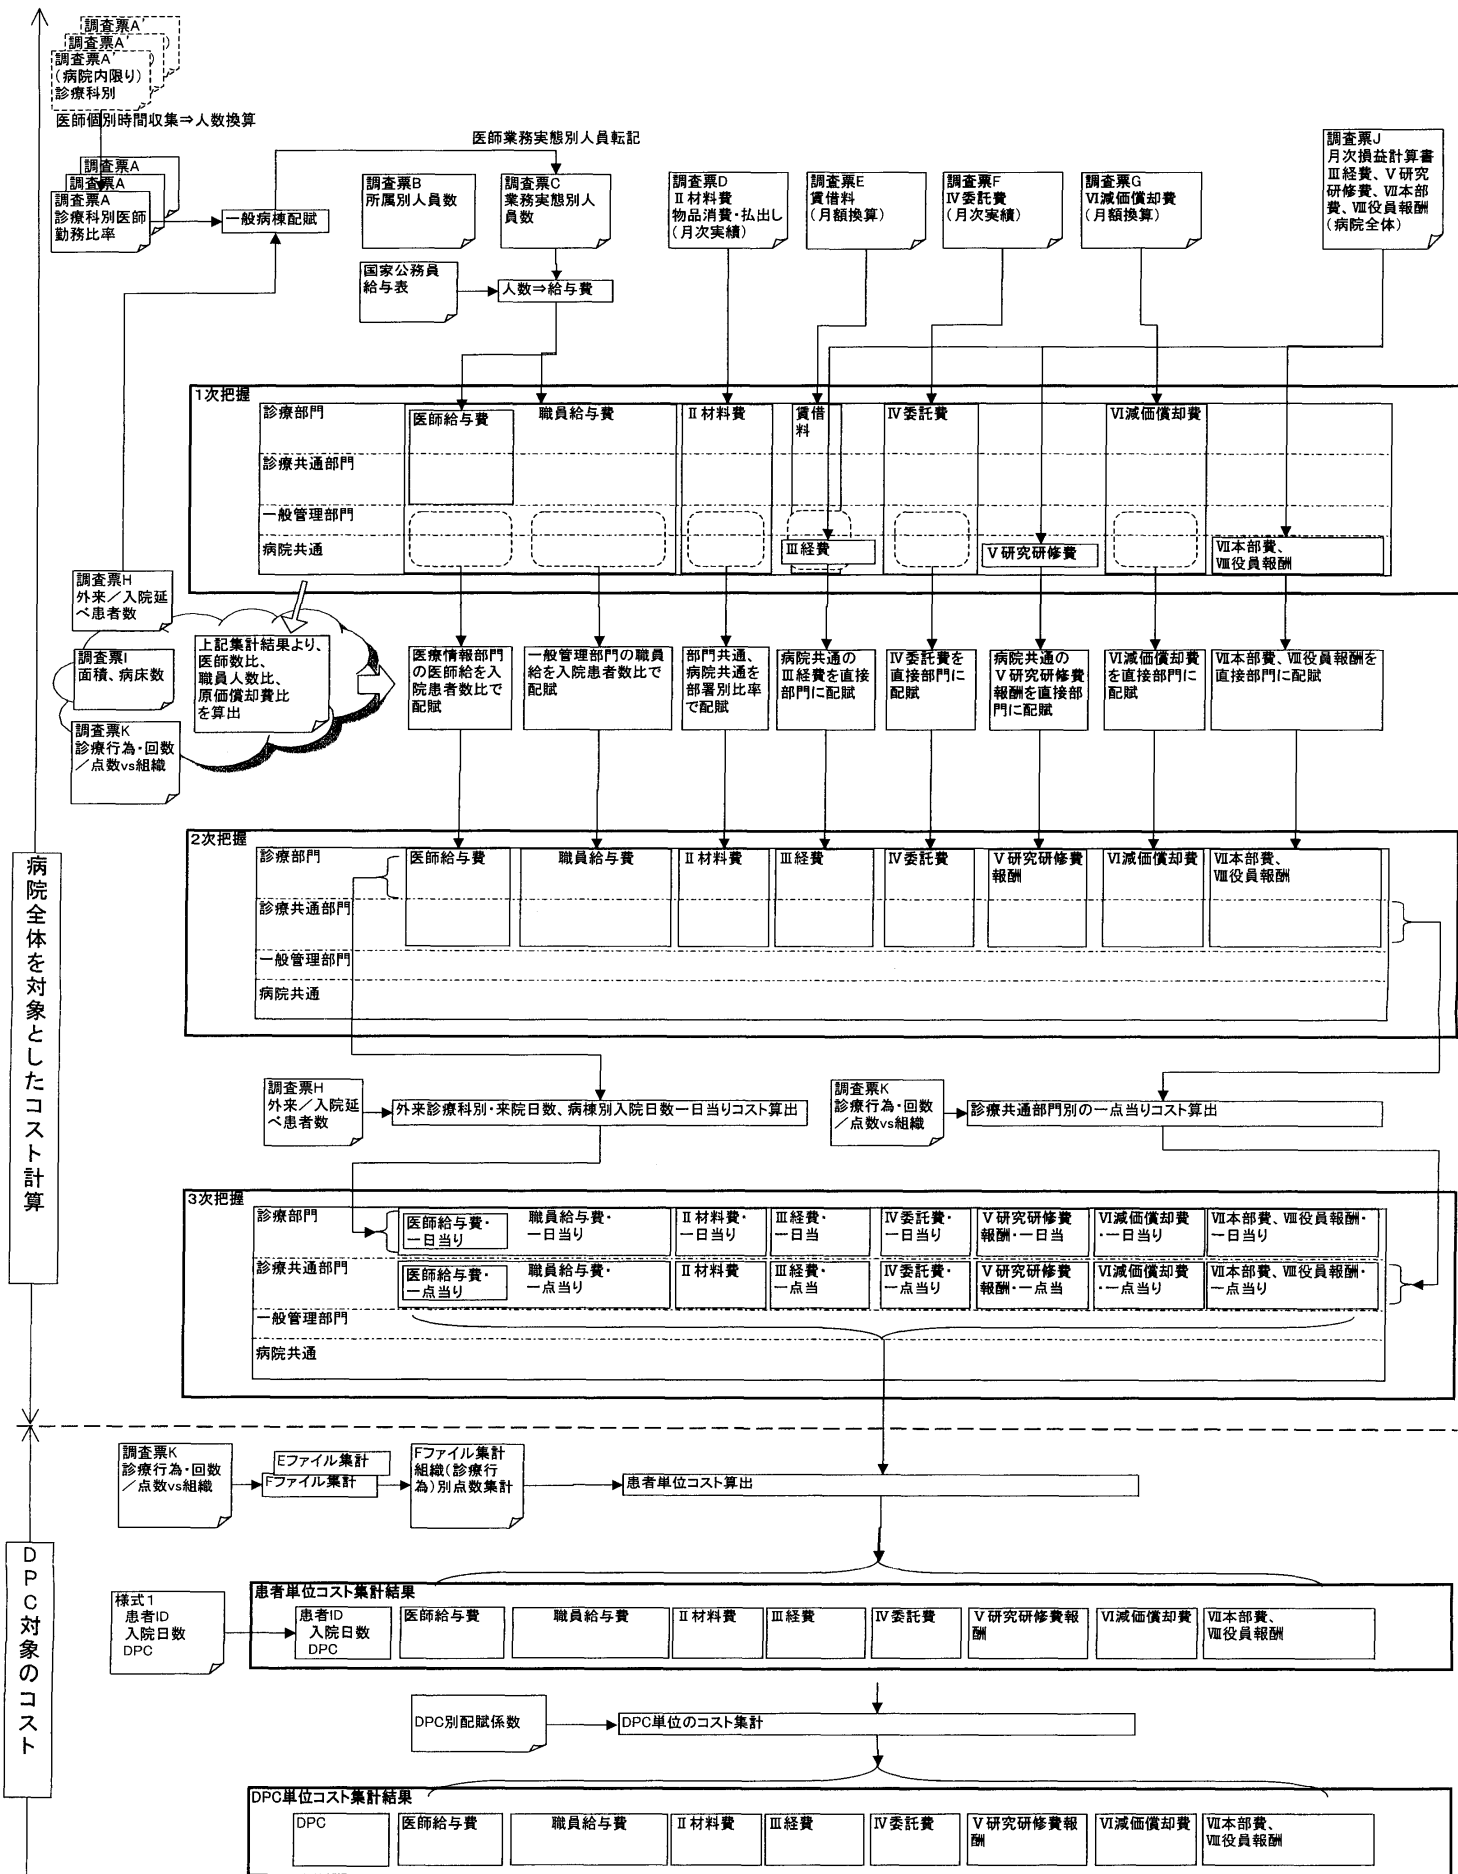 調査票A'
調査票A'
調査票A'
(病院内限り)
診療科別
医師個別時間収集⇒人数換算
調査票A
調査票A
調査票A
診療科別医師
勤務比率
一般病棟配賦
医師業務実態別人員転記
調査票B
所属別人員数
調査票C
業務実態別人
員数
国家公務員
給与表
人数⇒給与費
調査票D
Ⅱ材料費
物品消費・払出し
(月次実績)
調査票E
賃借料
(月額換算)
調査票F
Ⅳ委託費
(月次実績)
調査票G
Ⅵ減価償却費
(月額換算)
調査票J
月次損益計算書
Ⅲ経費、Ⅴ研究
研修費、Ⅶ本部
費、Ⅷ役員報酬
(病院全体)
1次把握
診療部門
診療共通部門
一般管理部門
病院共通
医師給与費
職員給与費
Ⅱ材料費
賃借
料
Ⅳ委託費
Ⅵ減価償却費
Ⅲ経費
Ⅴ研究研修費
Ⅶ本部費、
Ⅷ役員報酬
調査票H
外来/入院延
べ患者数
調査票I
面積、病床数
調査票K
診療行為・回数
/点数vs組織
上記集計結果より、
医師数比、
職員人数比、
原価償却費比
を算出
医療情報部門
の医師給を入
院患者数比で
配賦
一般管理部門の職員
給を入院患者数比で
配賦
部門共通、
病院共通を
部署別比率
で配賦
病院共通の
Ⅲ経費を直接
部門に配賦
Ⅳ委託費を
直接部門に
配賦
病院共通の
Ⅴ研究研修費
報酬を直接部
門に配賦
Ⅵ減価償却費
を直接部門に
配賦
Ⅶ本部費、Ⅷ役員報酬を
直接部門に配賦
2次把握
診療部門
診療共通部門
一般管理部門
病院共通
医師給与費
職員給与費
Ⅱ材料費
Ⅲ経費
Ⅳ委託費
Ⅴ研究研修費
報酬
Ⅵ減価償却費
Ⅶ本部費、
Ⅷ役員報酬
病院全体を対象としたコスト計算
調査票H
外来/入院延
べ患者数
外来診療科別・来院日数、病棟別入院日数一日当りコスト算出
調査票K
診療行為・回数
/点数vs組織
診療共通部門別の一点当りコスト算出
3次把握
診療部門
医師給与費・
一日当り
職員給与費・
一日当り
Ⅱ材料費・
一日当り
Ⅲ経費・
一日当
Ⅳ委託費・
一日当り
Ⅴ研究研修費
報酬・一日当
Ⅵ減価償却費
・一日当り
Ⅶ本部費、Ⅷ役員報酬・
一日当り
診療共通部門
医師給与費・
一点当り
職員給与費・
一点当り
Ⅱ材料費
Ⅲ経費・
一点当
Ⅳ委託費・
一点当り
Ⅴ研究研修費
報酬・一点当
Ⅵ減価償却費
・一点当り
Ⅶ本部費、Ⅷ役員報酬・
一点当り
一般管理部門
病院共通
調査票K
診療行為・回数
/点数vs組織
Eファイル集計
Fファイル集計
Fファイル集計
組織(診療行
為)別点数集計
患者単位コスト算出
DPC対象のコスト
様式1
患者ID
入院日数
DPC
患者単位コスト集計結果
患者ID
入院日数
DPC
医師給与費
職員給与費
Ⅱ材料費
Ⅲ経費
Ⅳ委託費
Ⅴ研究研修費報
酬
Ⅵ減価償却費
Ⅶ本部費、
Ⅷ役員報酬
DPC別配賦係数
DPC単位のコスト集計
DPC単位コスト集計結果
DPC
医師給与費
職員給与費
Ⅱ材料費
Ⅲ経費
Ⅳ委託費
Ⅴ研究研修費報
酬
Ⅵ減価償却費
Ⅶ本部費、
Ⅷ役員報酬